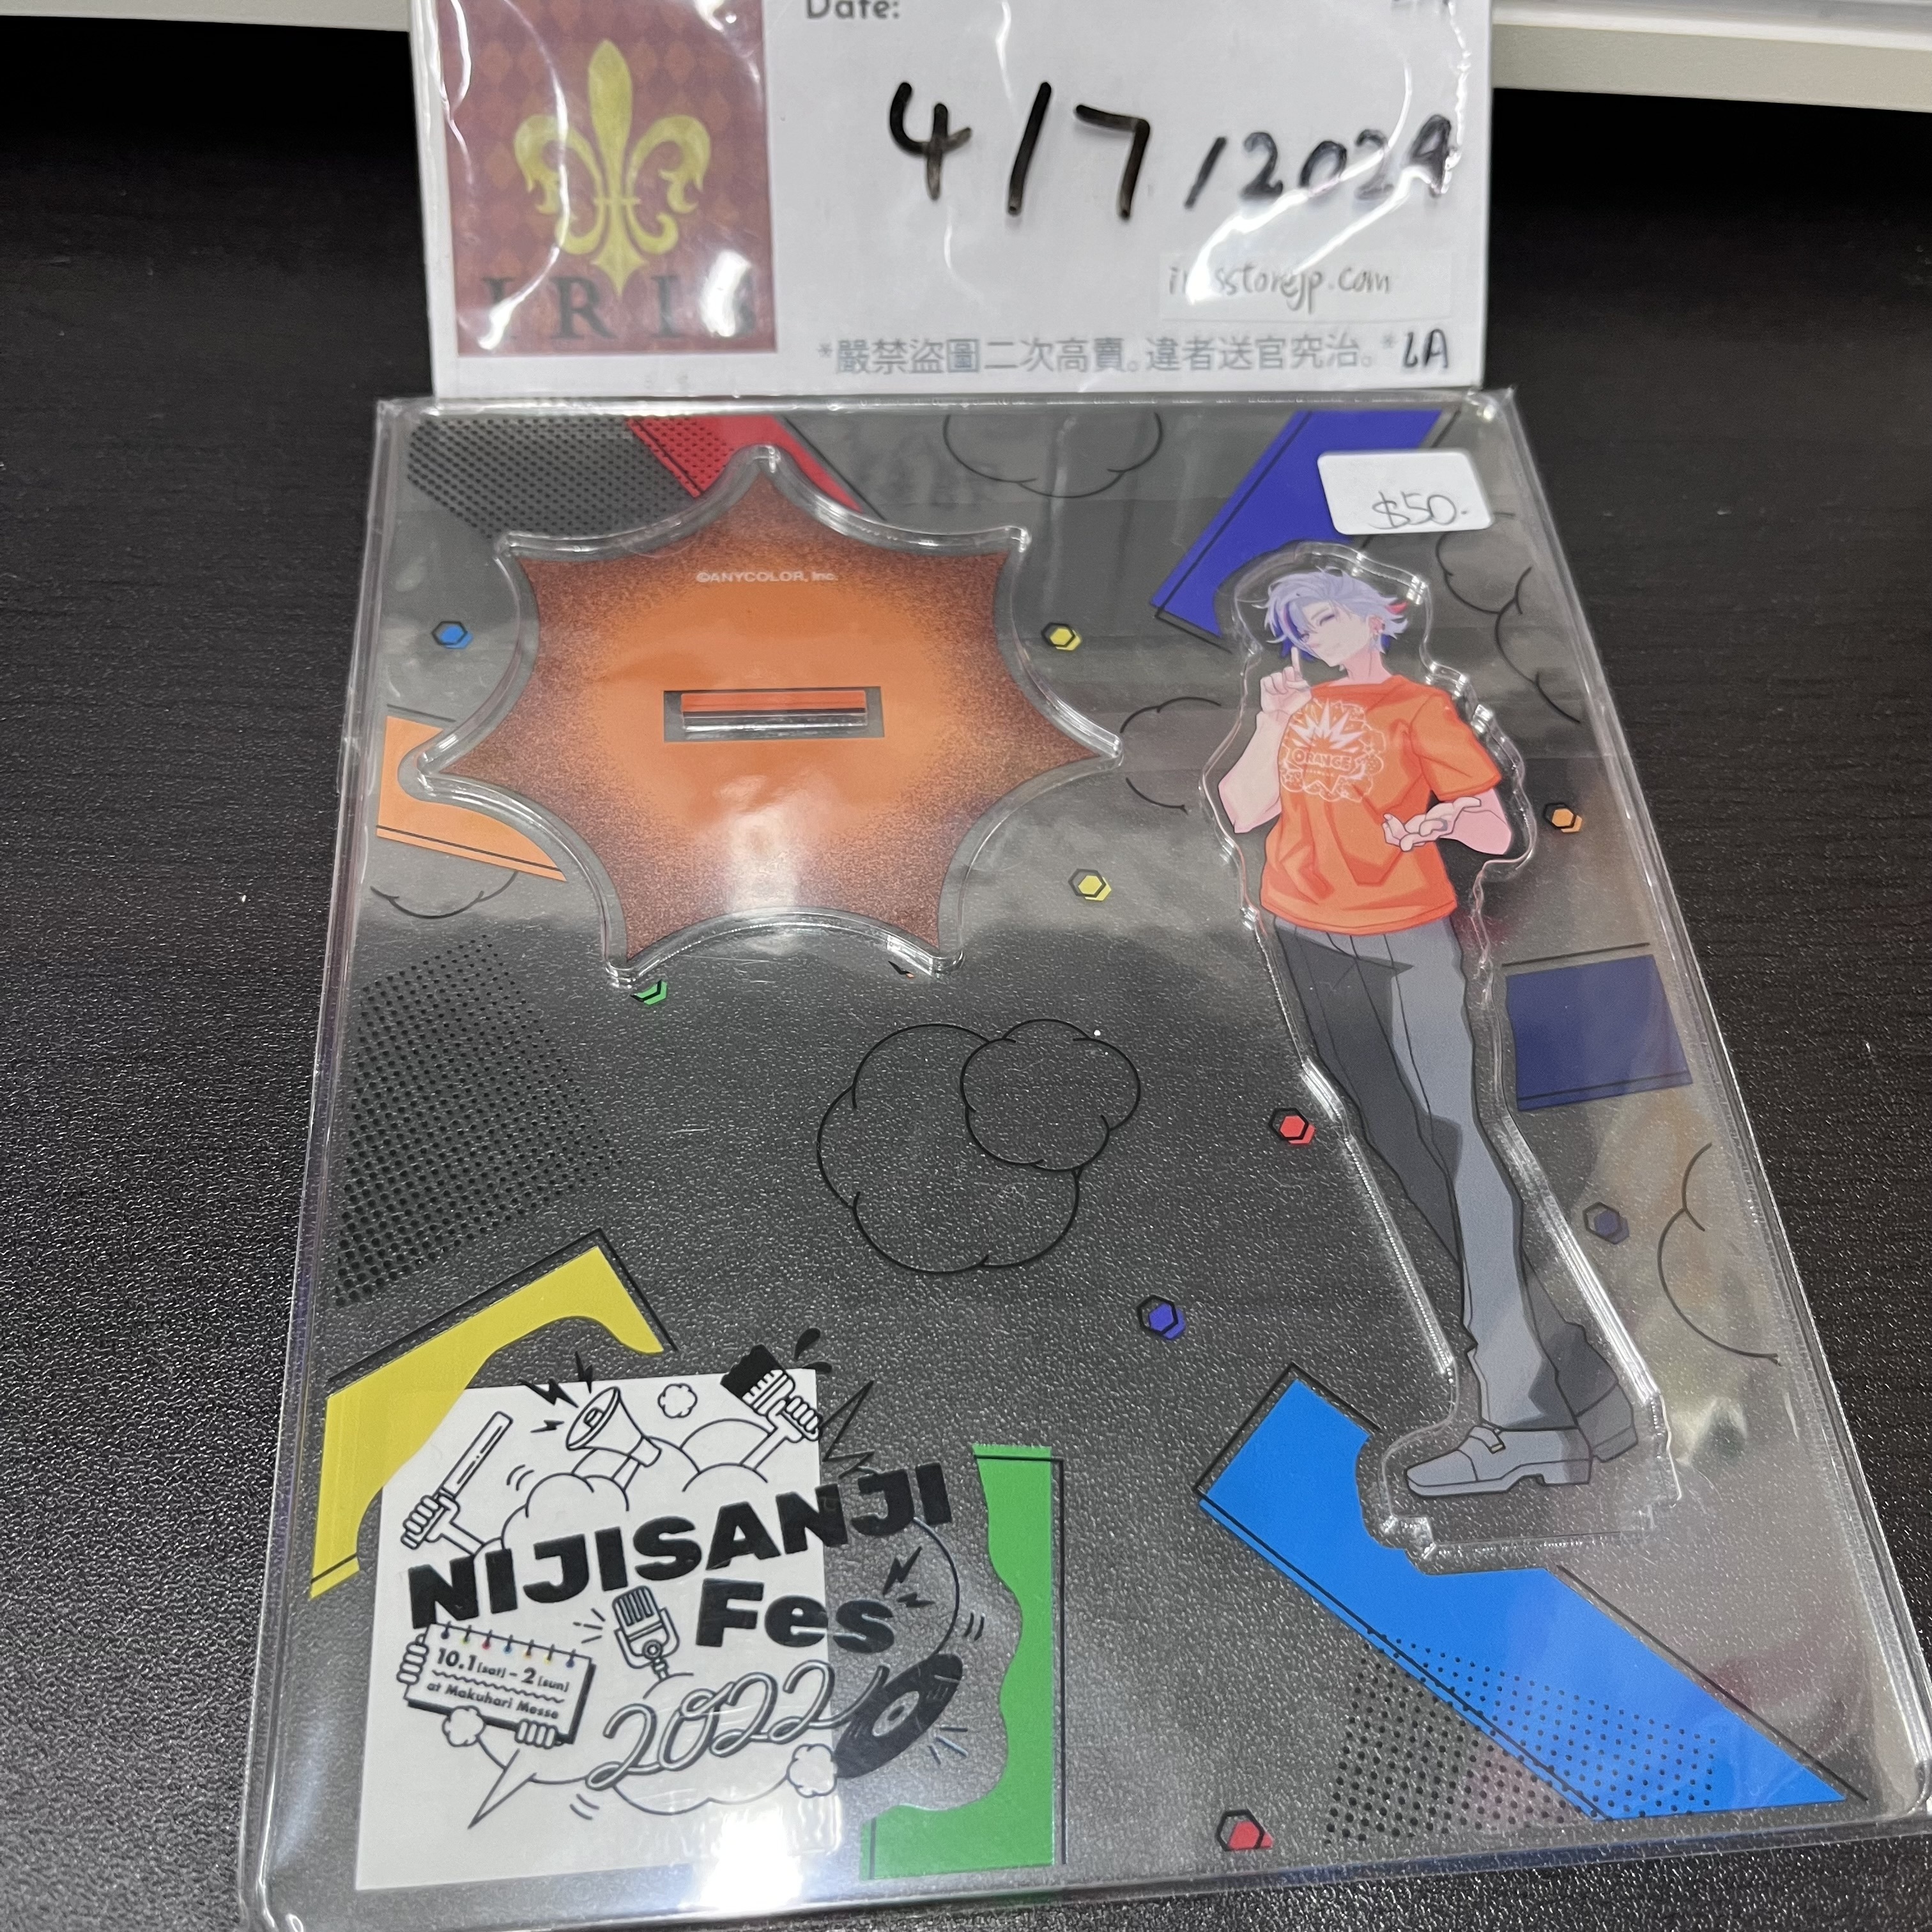 Date:
4/7/2024
IRIS
irisstorejp.com
*嚴禁盜圖二次高賣。違者送官究治。* LA
$50.
©ANYCOLOR, Inc.
ORANGE
NIJISANJI
Fes
10.1 [sat] - 2 [sun]
at Makuhari Messe
2022